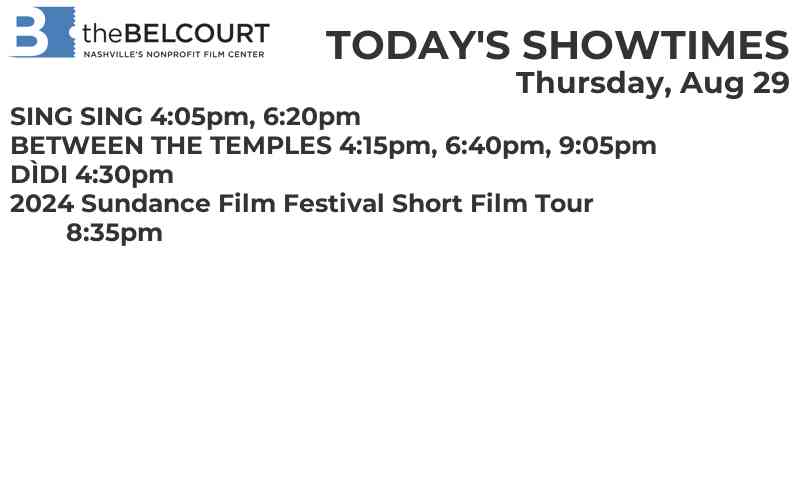 B theBELCOURT
NASHVILLE'S NONPROFIT FILM CENTER
TODAY'S SHOWTIMES
Thursday, Aug 29
SING SING 4:05pm, 6:20pm
BETWEEN THE TEMPLES 4:15pm, 6:40pm, 9:05pm
DÌDI 4:30pm
2024 Sundance Film Festival Short Film Tour
8:35pm